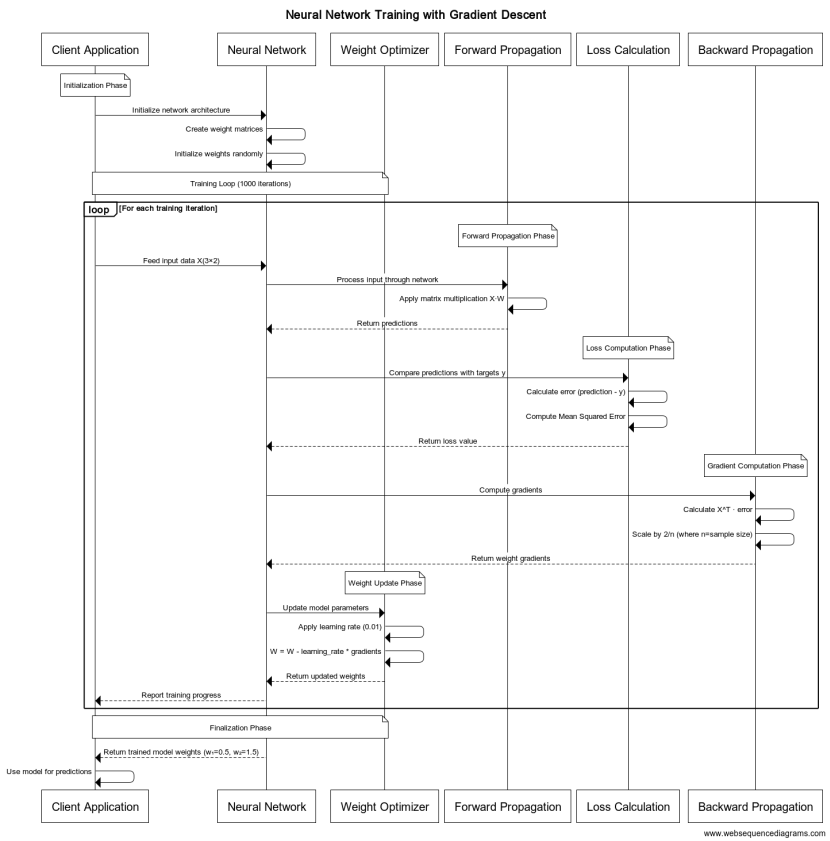 Neural Network Training with Gradient Descent
Client Application
Neural Network
Weight Optimizer
Forward Propagation
Loss Calculation
Backward Propagation
Initialization Phase
Initialize network architecture
Create weight matrices
Initialize weights randomly
Training Loop (1000 iterations)
loop
[For each training iteration]
Forward Propagation Phase
Feed input data X(3×2)
Process input through network
Apply matrix multiplication X·W
Return predictions
Loss Computation Phase
Compare predictions with targets y
Calculate error (prediction - y)
Compute Mean Squared Error
Return loss value
Gradient Computation Phase
Compute gradients
Calculate X^T · error
Scale by 2/n (where n=sample size)
Return weight gradients
Weight Update Phase
Update model parameters
Apply learning rate (0.01)
W = W - learning_rate * gradients
Return updated weights
Report training progress
Finalization Phase
Return trained model weights (w₁=0.5, w₂=1.5)
Use model for predictions
Client Application
Neural Network
Weight Optimizer
Forward Propagation
Loss Calculation
Backward Propagation
www.websequencediagrams.com